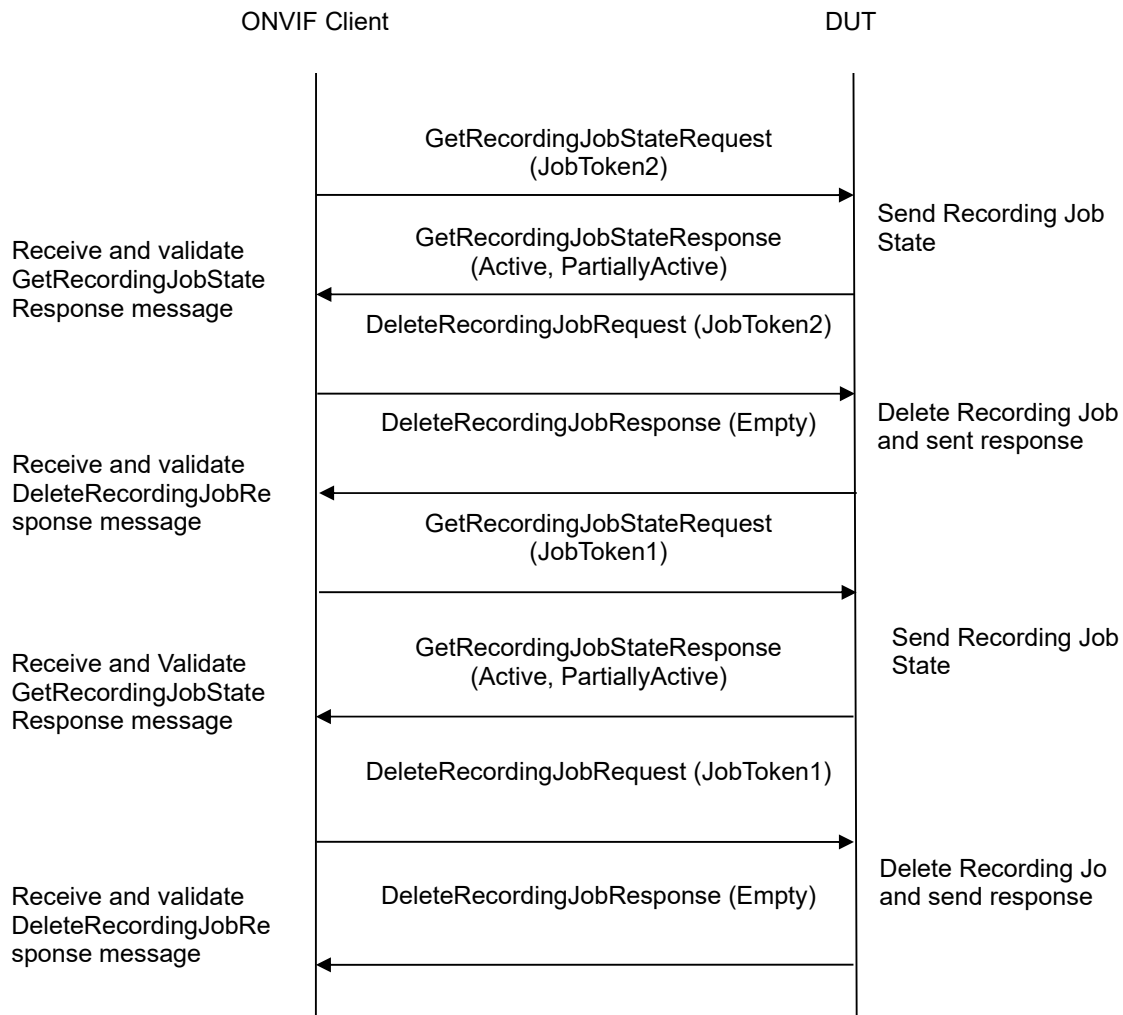 ONVIF Client
DUT
GetRecordingJobStateRequest
(JobToken2)
Send Recording Job
State
Receive and validate
GetRecordingJobState
Response message
GetRecordingJobStateResponse
(Active, PartiallyActive)
DeleteRecordingJobRequest (JobToken2)
Delete Recording Job
and sent response
DeleteRecordingJobResponse (Empty)
Receive and validate
DeleteRecordingJobRe
sponse message
GetRecordingJobStateRequest
(JobToken1)
Send Recording Job
State
GetRecordingJobStateResponse
(Active, PartiallyActive)
Receive and Validate
GetRecordingJobState
Response message
DeleteRecordingJobRequest (JobToken1)
Delete Recording Jo
and send response
DeleteRecordingJobResponse (Empty)
Receive and validate
DeleteRecordingJobRe
sponse message